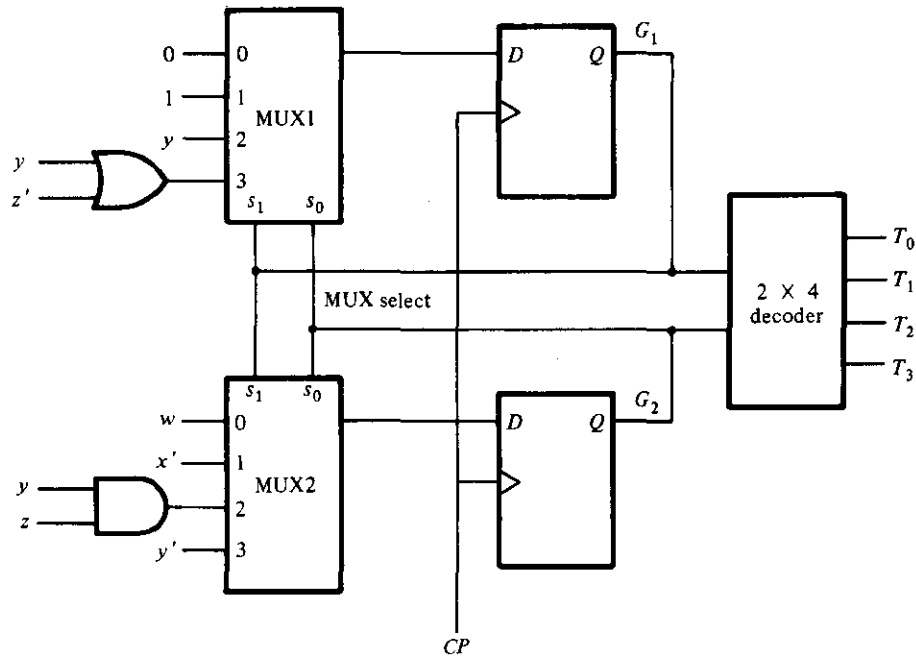 G1
0 0
D Q
1 1
MUX1
y 2
y
3
z'
s1 s0
T0
T1
2 × 4
decoder
MUX select
T2
T3
s1 s0
G2
w 0
D Q
x' 1
MUX2
y
2
z
y' 3
CP